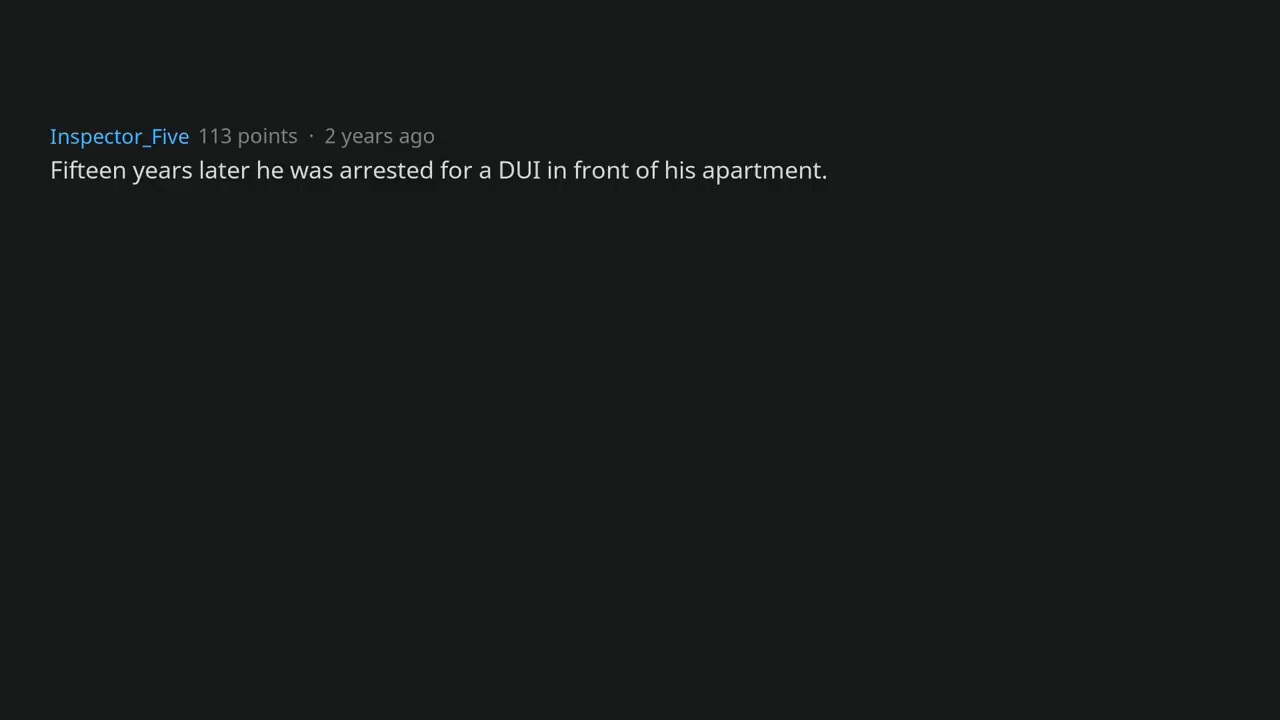 Inspector_Five 113 points · 2 years ago
Fifteen years later he was arrested for a DUI in front of his apartment.